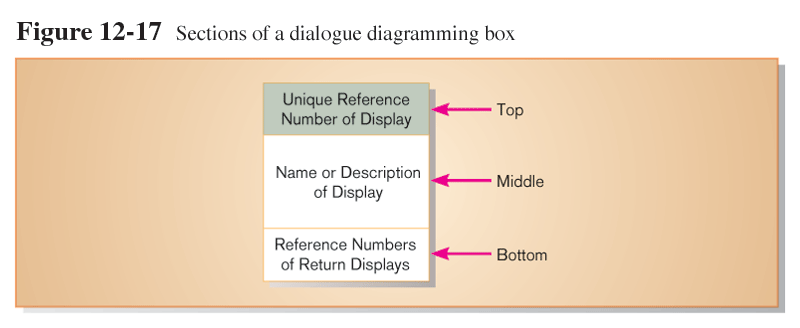 Figure 12-17 Sections of a dialogue diagramming box
Unique Reference
Number of Display
Top
Name or Description
of Display
Middle
Reference Numbers
of Return Displays
Bottom